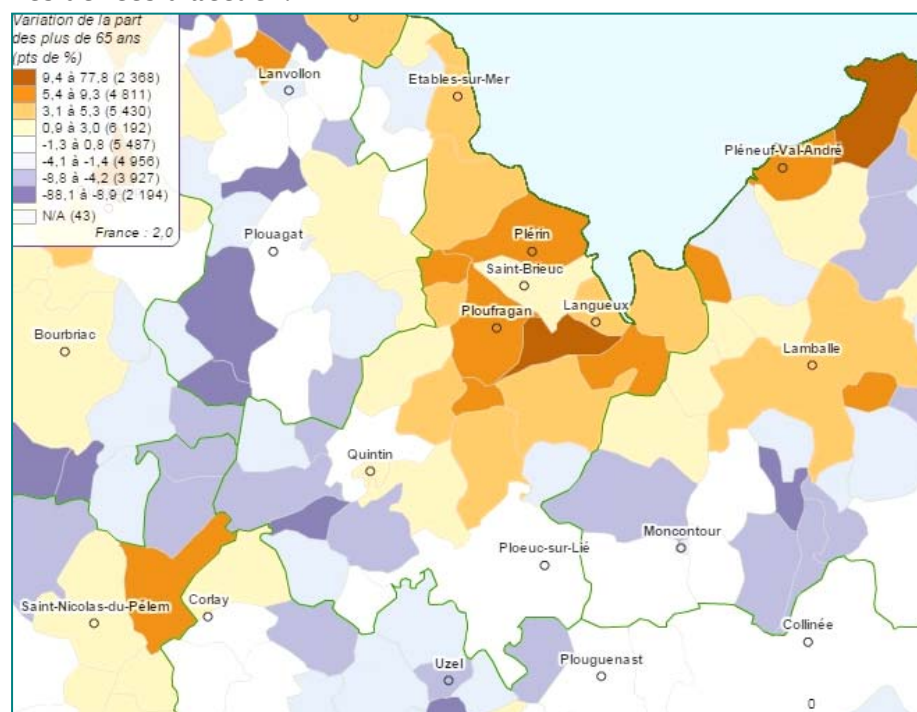 Variation de la part
des plus de 65 ans
(pts de %)
9,4 à 77,8 (2 368)
5,4 à 9,3 (4 811)
3,1 à 5,3 (5 430)
0,9 à 3,0 (6 192)
-1,3 à 0,8 (5 487)
-4,1 à -1,4 (4 956)
-8,8 à -4,2 (3 927)
-88,1 à -8,9 (2 194)
N/A (43)
France : 2,0
Lanvollon
Etables-sur-Mer
Pléneuf-Val-André
Plouagat
Plérin
Saint-Brieuc
Langueux
Ploufragan
Bourbriac
Lamballe
Quintin
Moncontour
Ploeuc-sur-Lié
Saint-Nicolas-du-Pélem
Corlay
Collinée
Uzel
Plouguenast
0